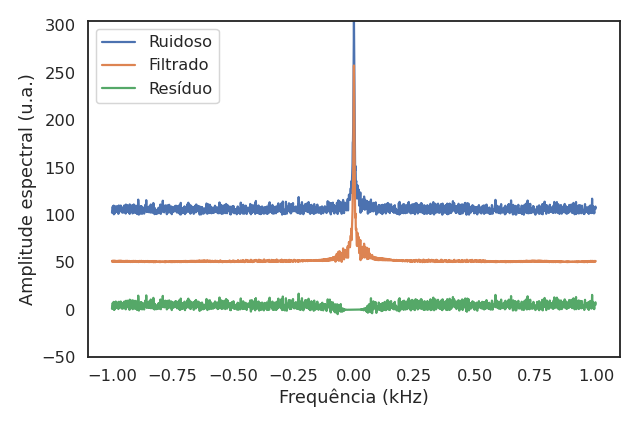 Amplitude espectral (u.a.)
300
250
200
150
100
50
0
−50
Ruidoso
Filtrado
Resíduo
−1.00 −0.75 −0.50 −0.25 0.00 0.25 0.50 0.75 1.00
Frequência (kHz)